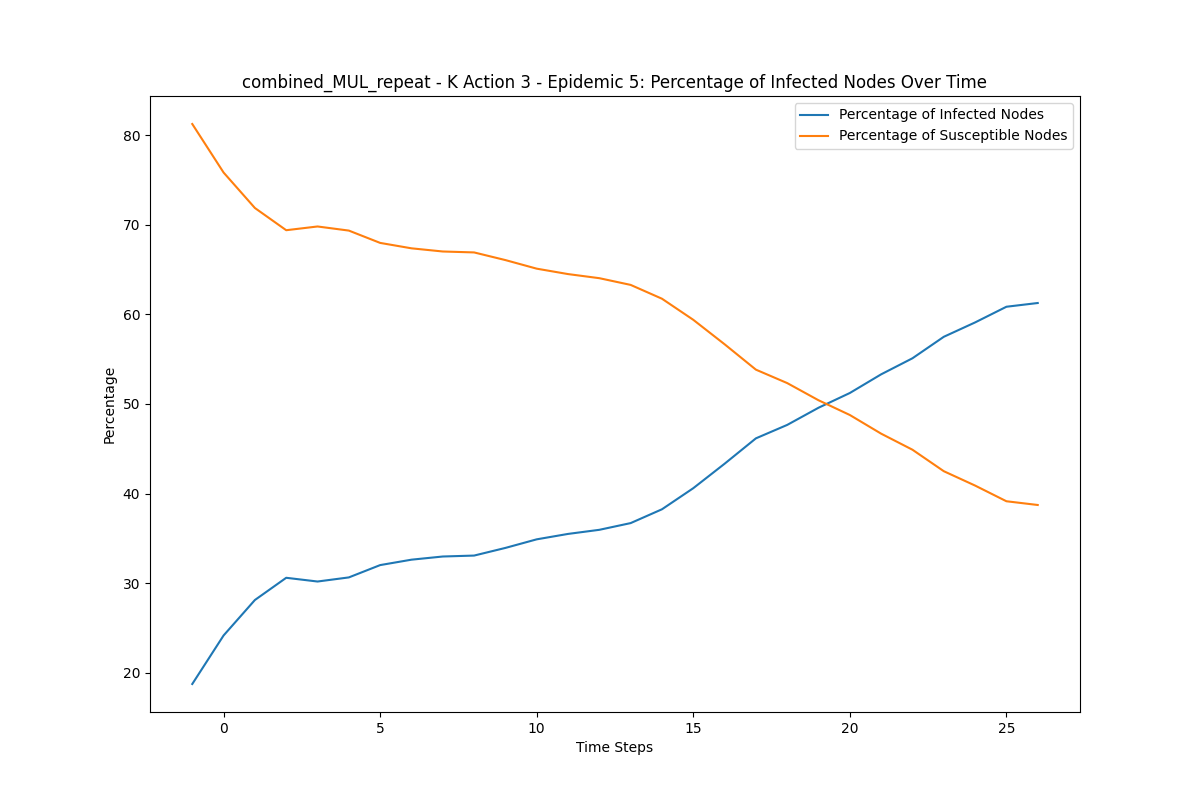 combined_MUL_repeat - K Action 3 - Epidemic 5: Percentage of Infected Nodes Over Time
Percentage of Infected Nodes
Percentage of Susceptible Nodes
80
70
60
50
40
30
20
Percentage
0 5 10 15 20 25
Time Steps